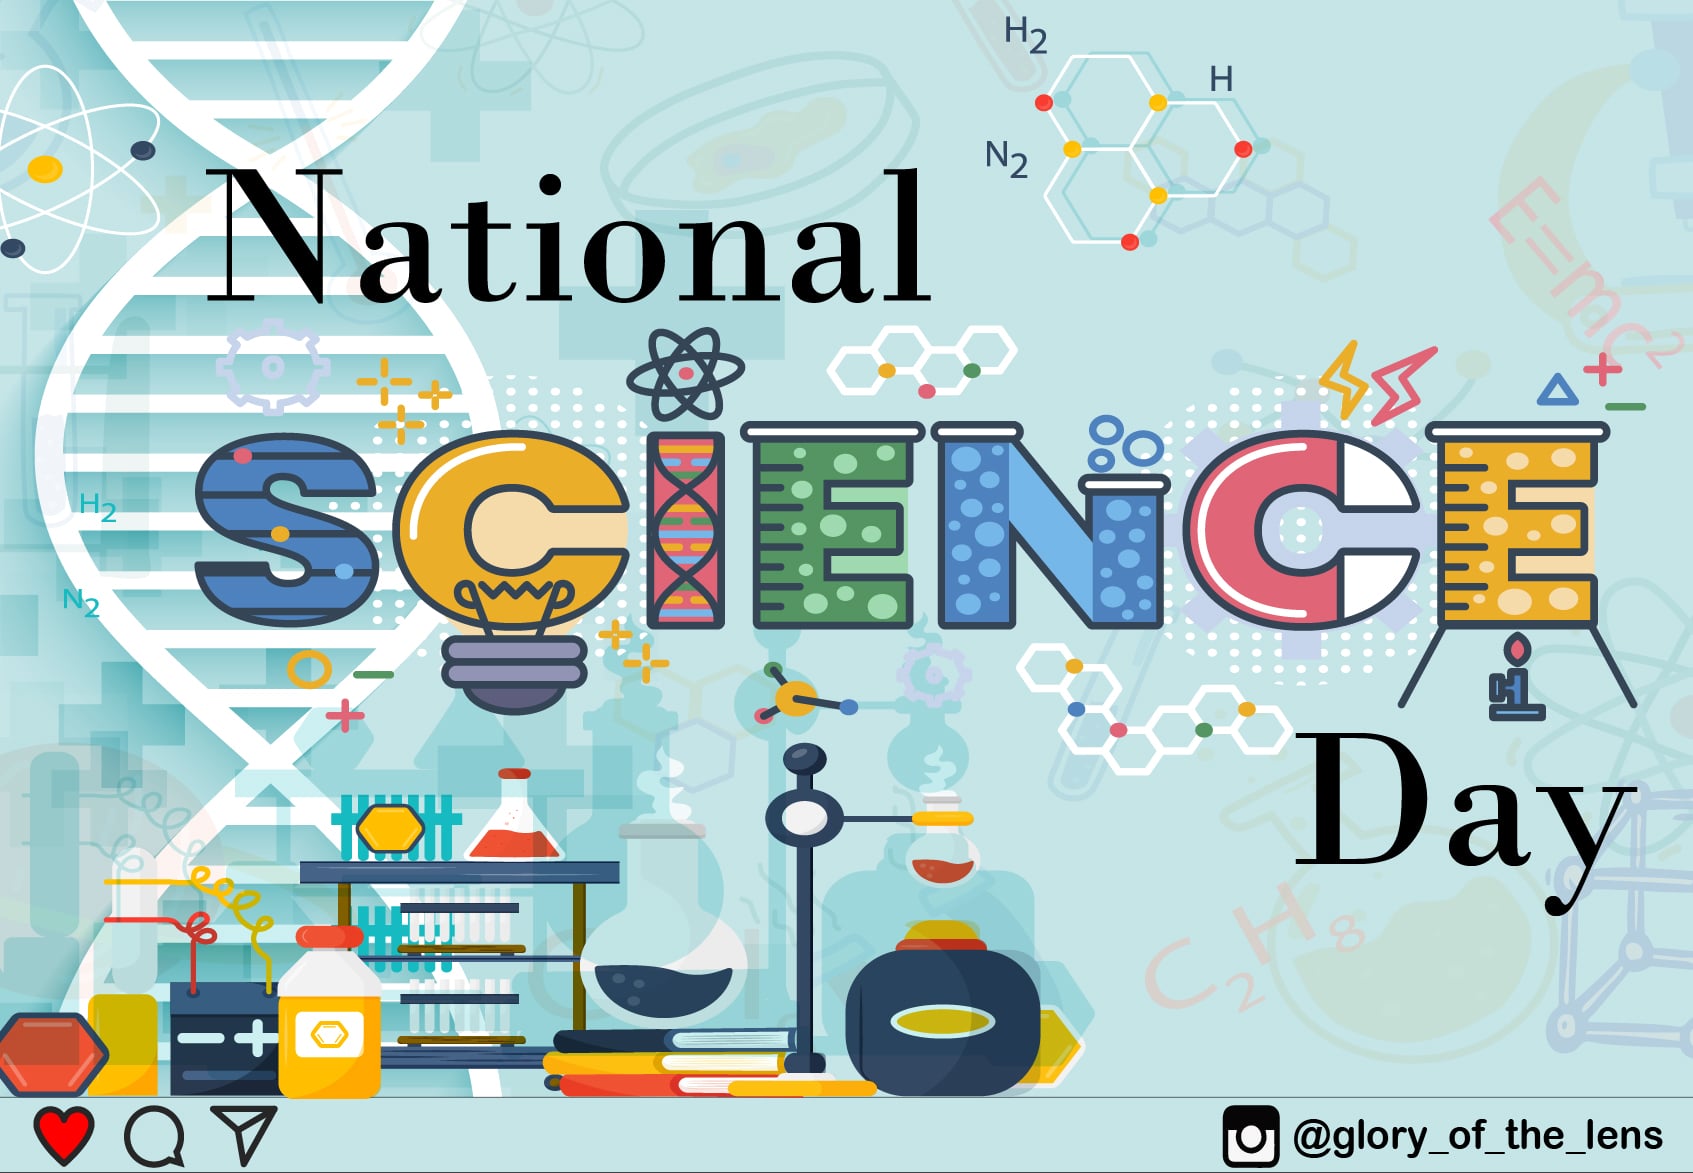 H2
H
N2
National
E=mc2
SCIENCE
H2
N2
Day
C2H8
@glory_of_the_lens